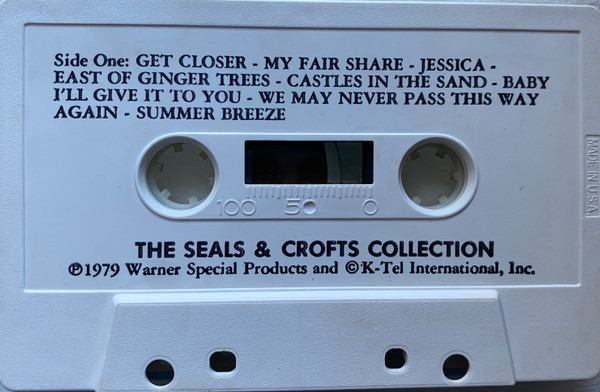 Side One: GET CLOSER - MY FAIR SHARE - JESSICA -
EAST OF GINGER TREES - CASTLES IN THE SAND - BABY
I'LL GIVE IT TO YOU - WE MAY NEVER PASS THIS WAY
AGAIN - SUMMER BREEZE
100 50 0
MADE IN U.S.A.
THE SEALS & CROFTS COLLECTION
℗1979 Warner Special Products and ©K-Tel International, Inc.